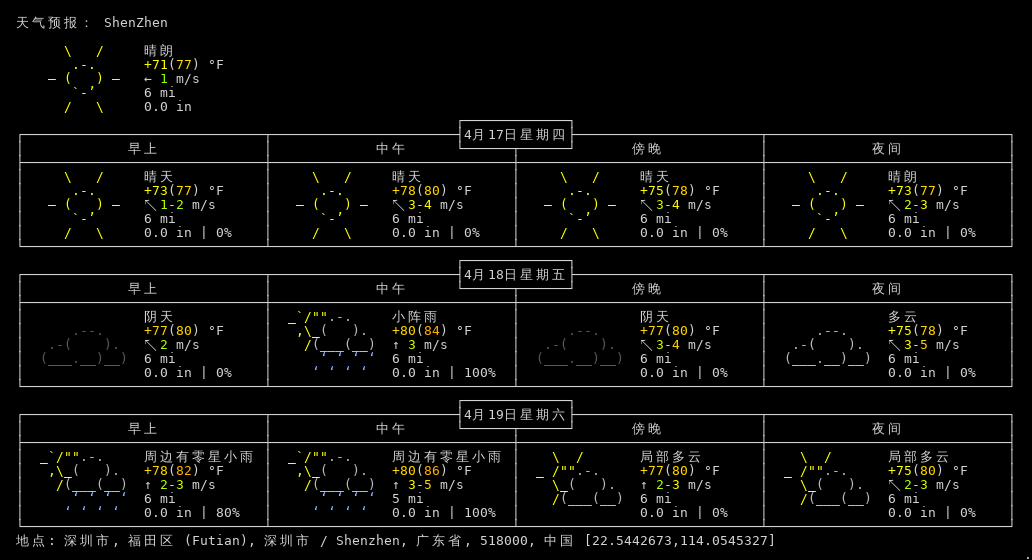 天气预报： ShenZhen
晴朗
+71(77) °F
← 1 m/s
6 mi
0.0 in
4月17日星期四
早上 中午 傍晚 夜间
晴天 晴天 晴天 晴朗
+73(77) °F +78(80) °F +75(78) °F +73(77) °F
↖ 1-2 m/s ↖ 3-4 m/s ↖ 3-4 m/s ↖ 2-3 m/s
6 mi 6 mi 6 mi 6 mi
0.0 in | 0% 0.0 in | 0% 0.0 in | 0% 0.0 in | 0%
4月18日星期五
早上 中午 傍晚 夜间
阴天 小阵雨 阴天 多云
+77(80) °F +80(84) °F +77(80) °F +75(78) °F
↖ 2 m/s ↑ 3 m/s ↖ 3-4 m/s ↖ 3-5 m/s
6 mi 6 mi 6 mi 6 mi
0.0 in | 0% 0.0 in | 100% 0.0 in | 0% 0.0 in | 0%
4月19日星期六
早上 中午 傍晚 夜间
周边有零星小雨 周边有零星小雨 局部多云 局部多云
+78(82) °F +80(86) °F +77(80) °F +75(80) °F
↑ 2-3 m/s ↑ 3-5 m/s ↑ 2-3 m/s ↖ 2-3 m/s
6 mi 5 mi 6 mi 6 mi
0.0 in | 80% 0.0 in | 100% 0.0 in | 0% 0.0 in | 0%
地点: 深圳市, 福田区 (Futian), 深圳市 / Shenzhen, 广东省, 518000, 中国 [22.5442673,114.0545327]